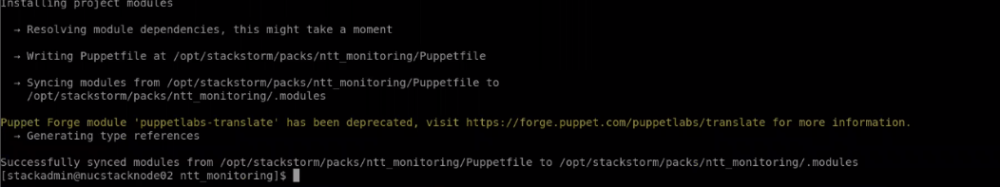 Installing project modules
→ Resolving module dependencies, this might take a moment
→ Writing Puppetfile at /opt/stackstorm/packs/ntt_monitoring/Puppetfile
→ Syncing modules from /opt/stackstorm/packs/ntt_monitoring/Puppetfile to
/opt/stackstorm/packs/ntt_monitoring/.modules
Puppet Forge module 'puppetlabs-translate' has been deprecated, visit https://forge.puppet.com/puppetlabs/translate for more information.
→ Generating type references
Successfully synced modules from /opt/stackstorm/packs/ntt_monitoring/Puppetfile to /opt/stackstorm/packs/ntt_monitoring/.modules
[stackadmin@nucstacknode02 ntt_monitoring]$